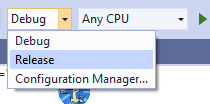 Debug Any CPU
Debug
Release
Configuration Manager...